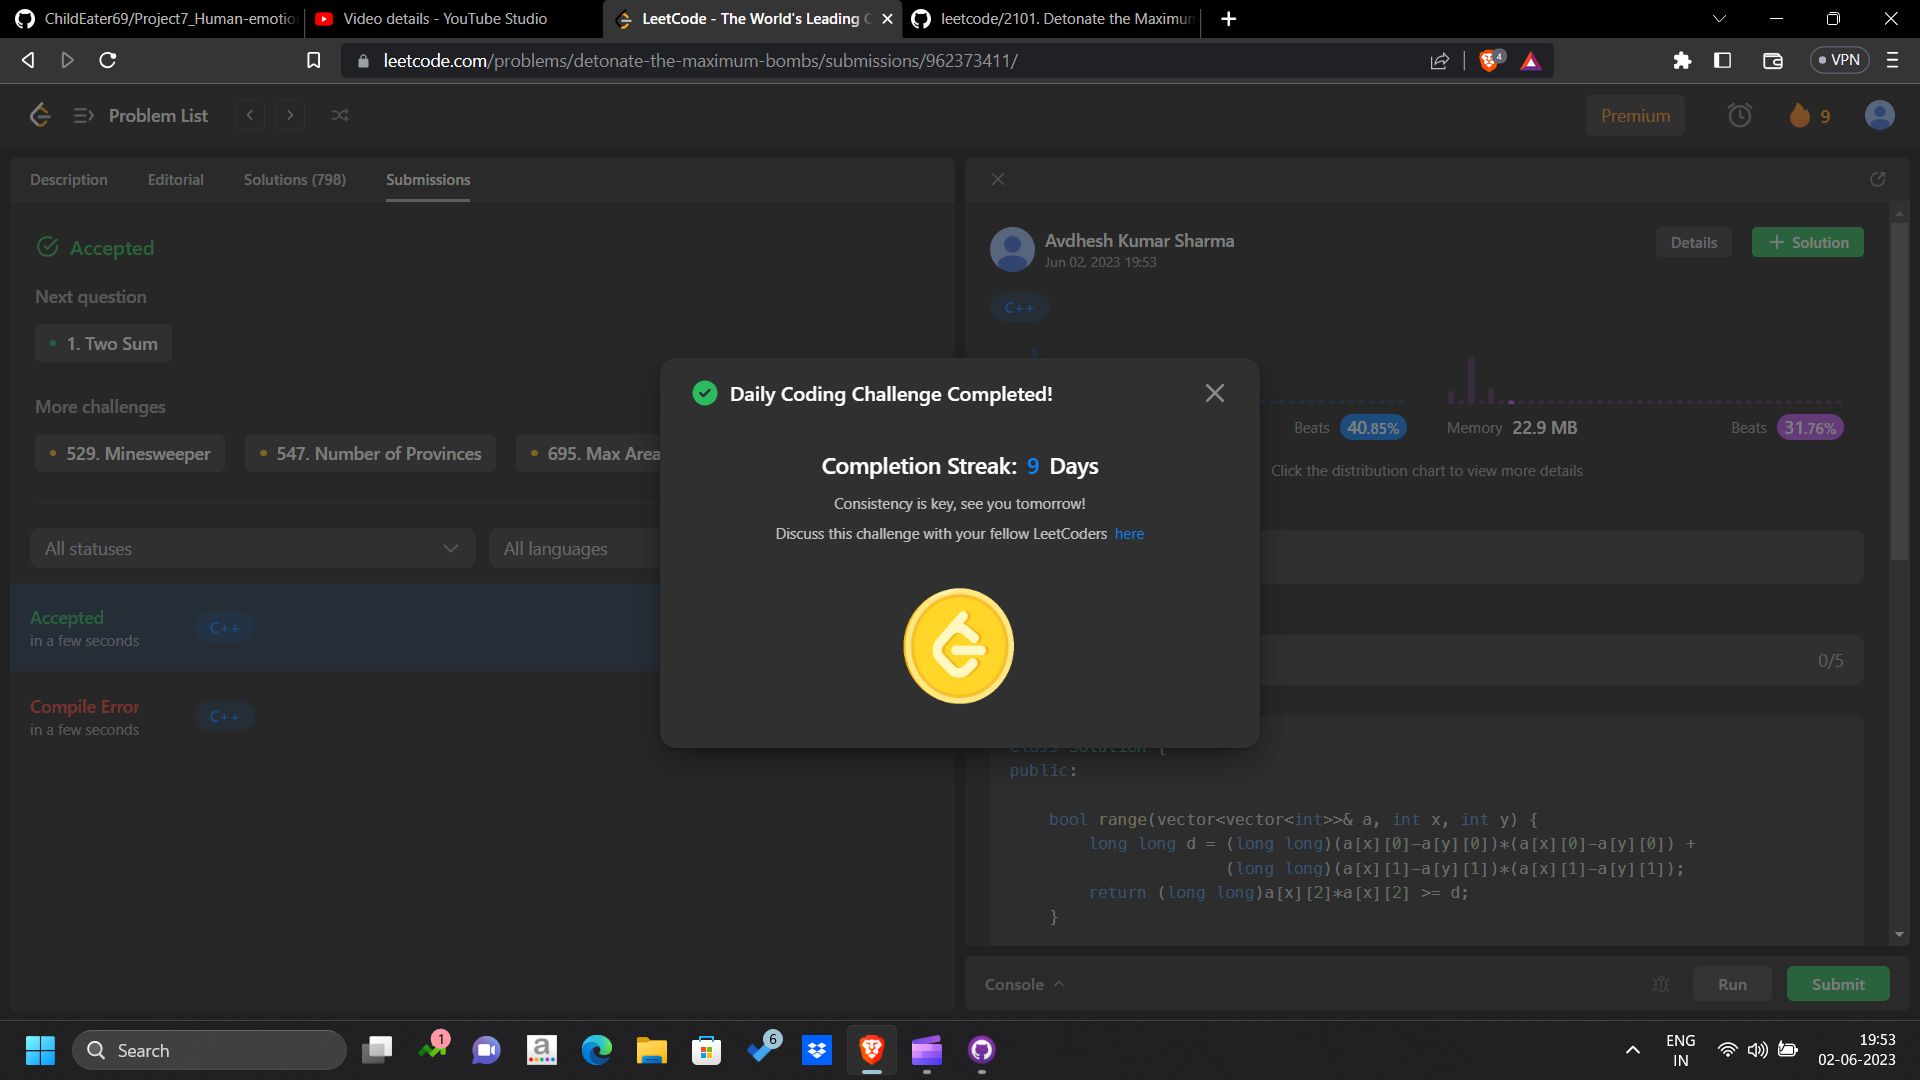 ChildEater69/Project7_Human-emotio
Video details - YouTube Studio
LeetCode - The World's Leading C
leetcode/2101. Detonate the Maximum
leetcode.com/problems/detonate-the-maximum-bombs/submissions/962373411/
4
VPN
Problem List
Premium
9
Description
Editorial
Solutions (798)
Submissions
Accepted
Next question
1. Two Sum
More challenges
529. Minesweeper
547. Number of Provinces
695. Max Area
All statuses
All languages
Accepted
in a few seconds
C++
Compile Error
in a few seconds
C++
Avdhesh Kumar Sharma
Jun 02, 2023 19:53
Details
+ Solution
C++
Beats 40.85%
Memory 22.9 MB
Beats 31.76%
Click the distribution chart to view more details
0/5
Daily Coding Challenge Completed!
Completion Streak: 9 Days
Consistency is key, see you tomorrow!
Discuss this challenge with your fellow LeetCoders here
class Solution {
public:
bool range(vector<vector<int>>& a, int x, int y) {
long long d = (long long)(a[x][0]-a[y][0])*(a[x][0]-a[y][0]) +
(long long)(a[x][1]-a[y][1])*(a[x][1]-a[y][1]);
return (long long)a[x][2]*a[x][2] >= d;
}
Console
Run
Submit
Search
1
a
6
ENG
IN
19:53
02-06-2023